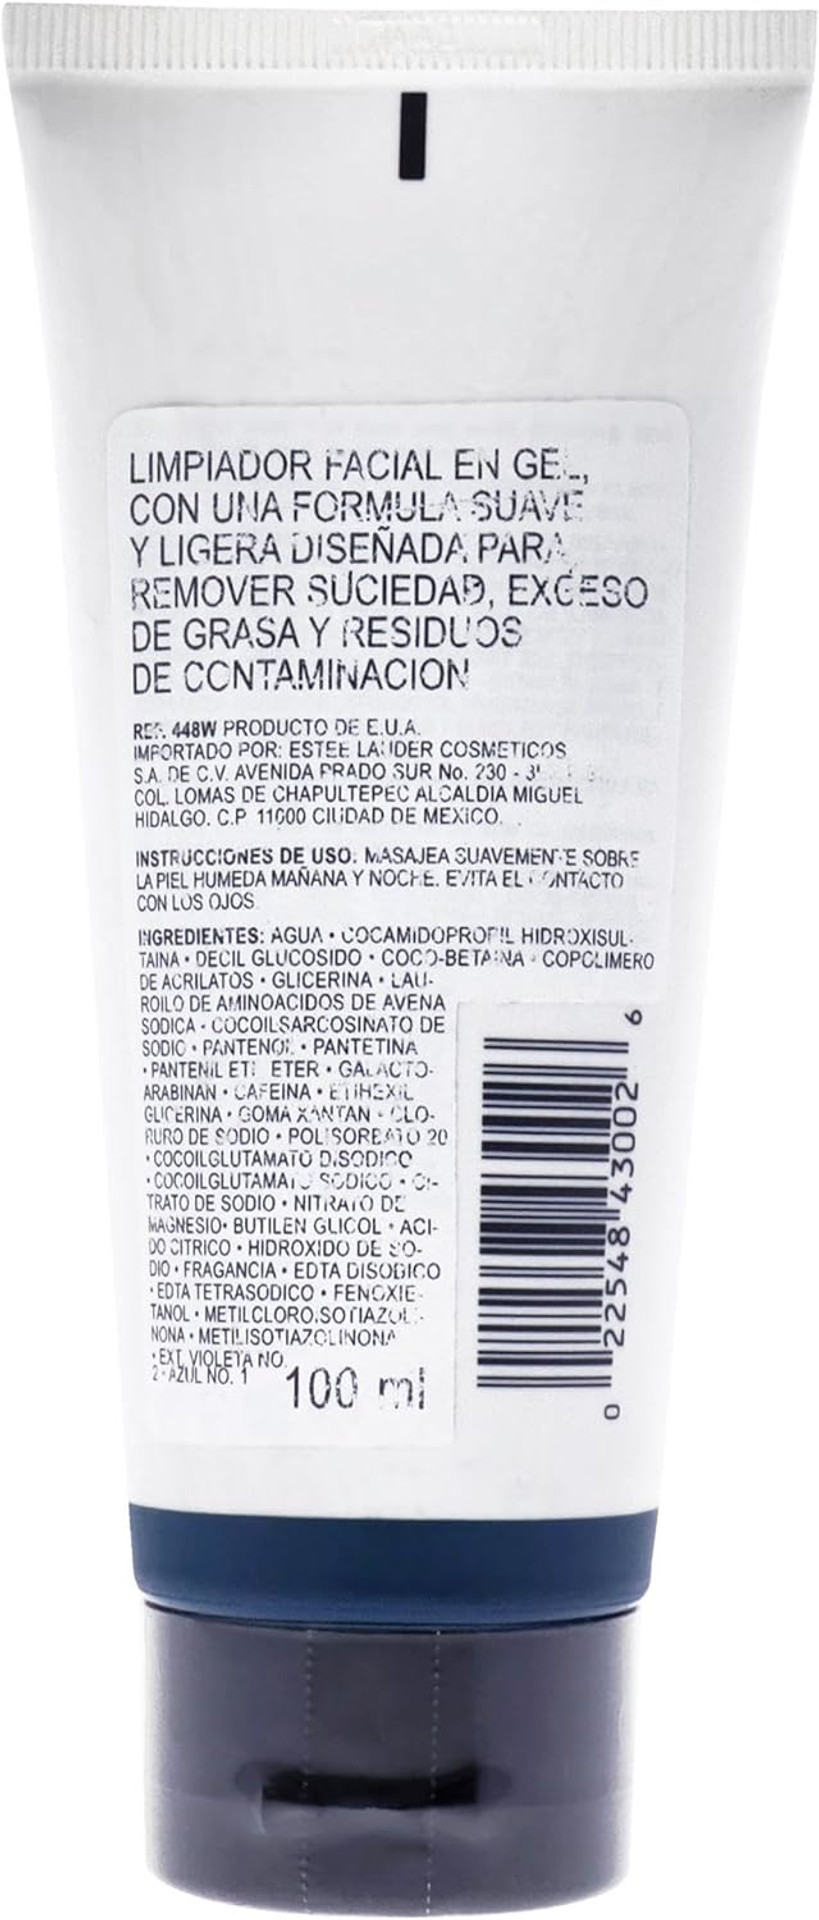 LIMPIADOR FACIAL EN GEL,
CON UNA FORMULA SUAVE
Y LIGERA DISEÑADA PARA
REMOVER SUCIEDAD, EXCESO
DE GRASA Y RESIDUOS
DE CONTAMINACION
REF. 448W PRODUCTO DE E.U.A.
IMPORTADO POR: ESTEE LAUDER COSMETICOS
S.A. DE C.V. AVENIDA PRADO SUR No. 230 -
COL. LOMAS DE CHAPULTEPEC ALCALDIA MIGUEL
HIDALGO. C.P 11000 CIUDAD DE MEXICO.
INSTRUCCIONES DE USO: MASAJEA SUAVEMENTE SOBRE
LA PIEL HUMEDA MAÑANA Y NOCHE. EVITA EL CONTACTO
CON LOS OJOS
INGREDIENTES: AGUA • COCAMIDOPROPIL HIDROXISUL-
TAINA • DECIL GLUCOSIDO • COCO-BETAINA • COPOLIMERO
DE ACRILATOS • GLICERINA • LAU-
ROILO DE AMINOACIDOS DE AVENA
SODICA • COCOILSARCOSINATO DE
SODIO • PANTENOL • PANTETINA
• PANTENIL ETIL ETER • GALACTO-
ARABINAN • CAFEINA • ETIHEXIL
GLICERINA • GOMA XANTAN • CLO-
RURO DE SODIO • POLISORBATO 20
• COCOILGLUTAMATO DISODICO
• COCOILGLUTAMATO SODICO • CI-
TRATO DE SODIO • NITRATO DE
MAGNESIO• BUTILEN GLICOL • ACI-
DO CITRICO • HIDROXIDO DE SO-
DIO • FRAGANCIA • EDTA DISODICO
• EDTA TETRASODICO • FENOXIE-
TANOL • METILCLOROISOTIAZOLI-
NONA • METILISOTIAZOLINONA
• EXT. VIOLETA NO.
2 • AZUL NO. 1
100 ml
0 22548 43002 6